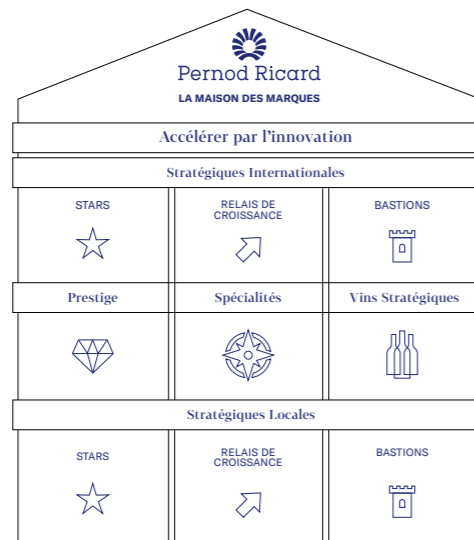 Pernod Ricard
LA MAISON DES MARQUES
Accélérer par l’innovation
Stratégiques Internationales
STARS
RELAIS DE
CROISSANCE
BASTIONS
Prestige
Spécialités
Vins Stratégiques
Stratégiques Locales
STARS
RELAIS DE
CROISSANCE
BASTIONS